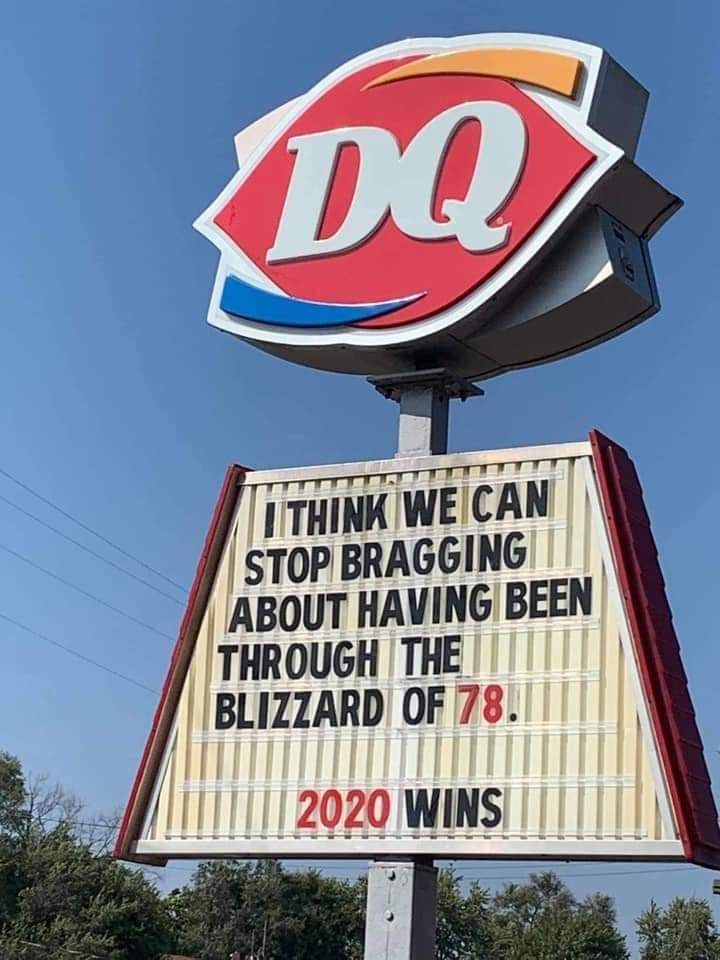 DQ
I THINK WE CAN
STOP BRAGGING
ABOUT HAVING BEEN
THROUGH THE
BLIZZARD OF 78.
2020 WINS